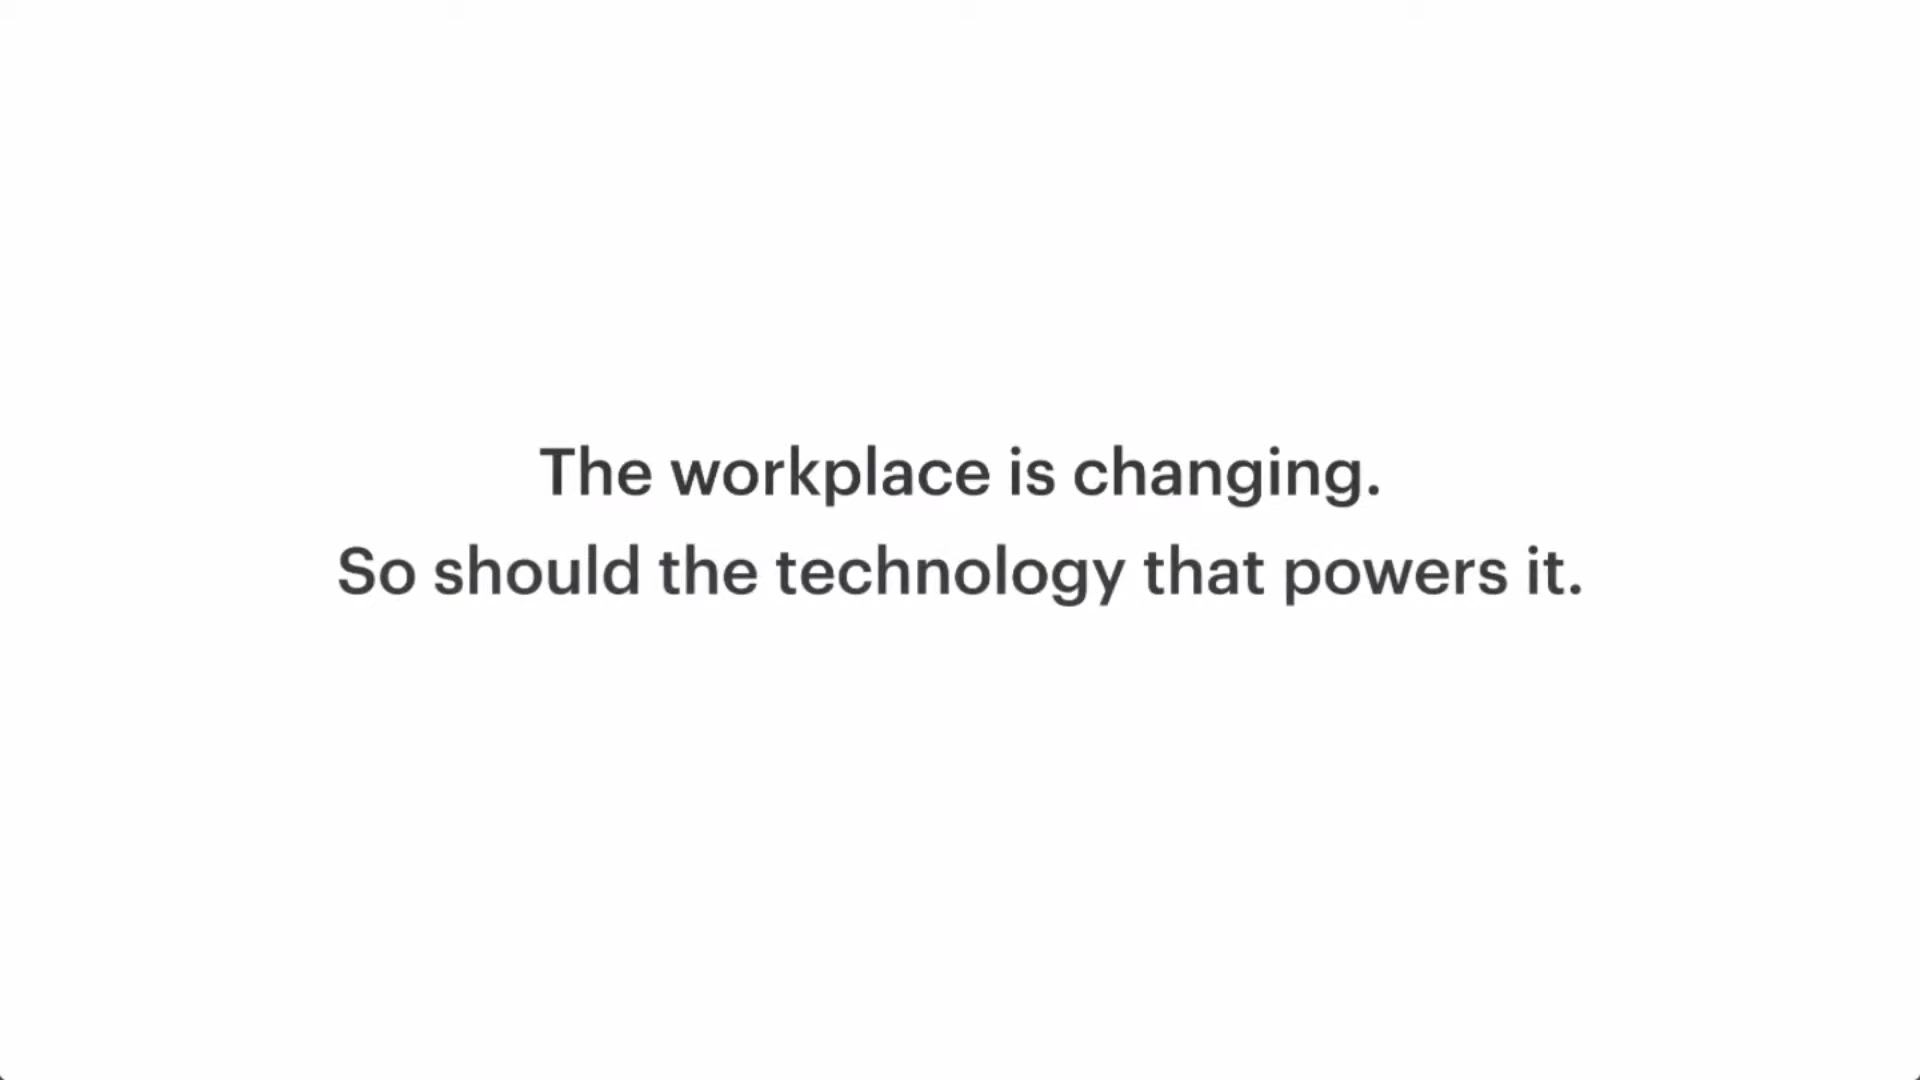 The workplace is changing.
So should the technology that powers it.